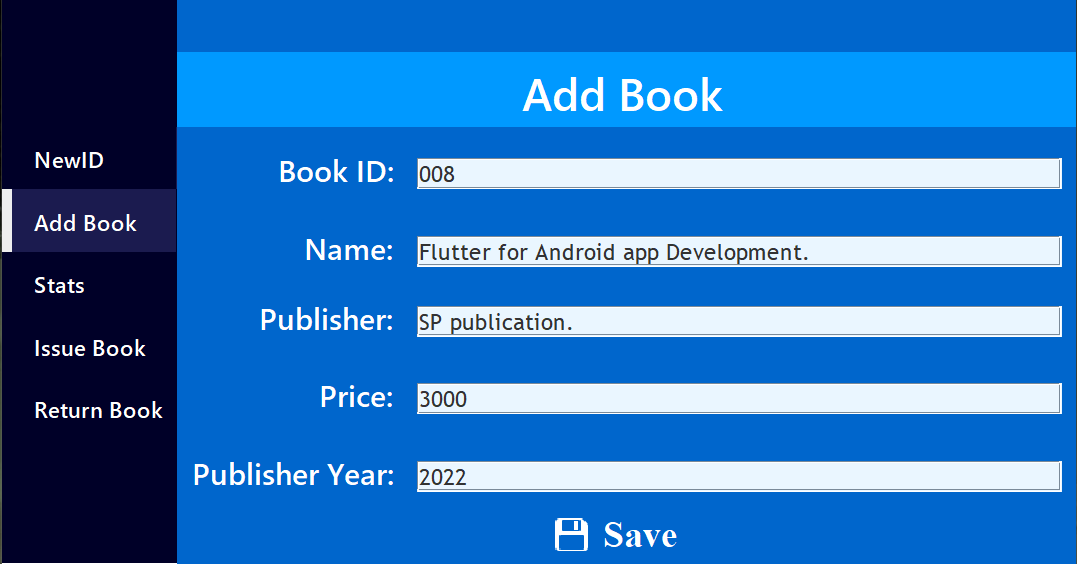 NewID
Add Book
Stats
Issue Book
Return Book
Add Book
Book ID: 008
Name: Flutter for Android app Development.
Publisher: SP publication.
Price: 3000
Publisher Year: 2022
Save